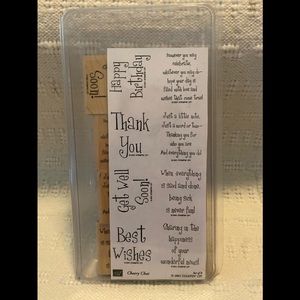 Soon!
Happy
Birthday
However you may
celebrate,
whatever you may do—
hope your day is
filled with love and
wishes that come true!
Thank
You
Just a little note,
Just a word or two—
Thanking you for
who you are
And everything you do.
Get Well
Soon!
When everything
is said and done,
being sick
is never fun!
Best
Wishes
Sharing in the
happiness
of your
wonderful news!
Cheery Chat